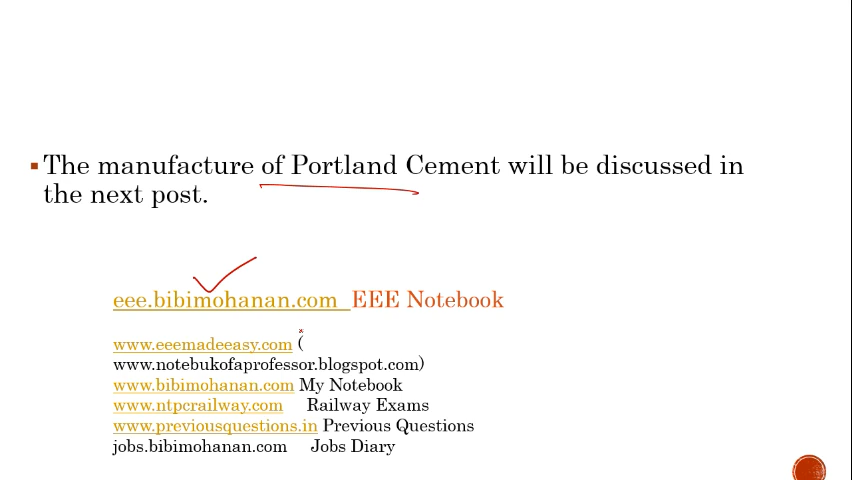 The manufacture of Portland Cement will be discussed in
the next post.
eee.bibimohanan.com EEE Notebook
www.eeemadeeasy.com (
www.notebukofaprofessor.blogspot.com)
www.bibimohanan.com My Notebook
www.ntpcrailway.com Railway Exams
www.previousquestions.in Previous Questions
jobs.bibimohanan.com Jobs Diary